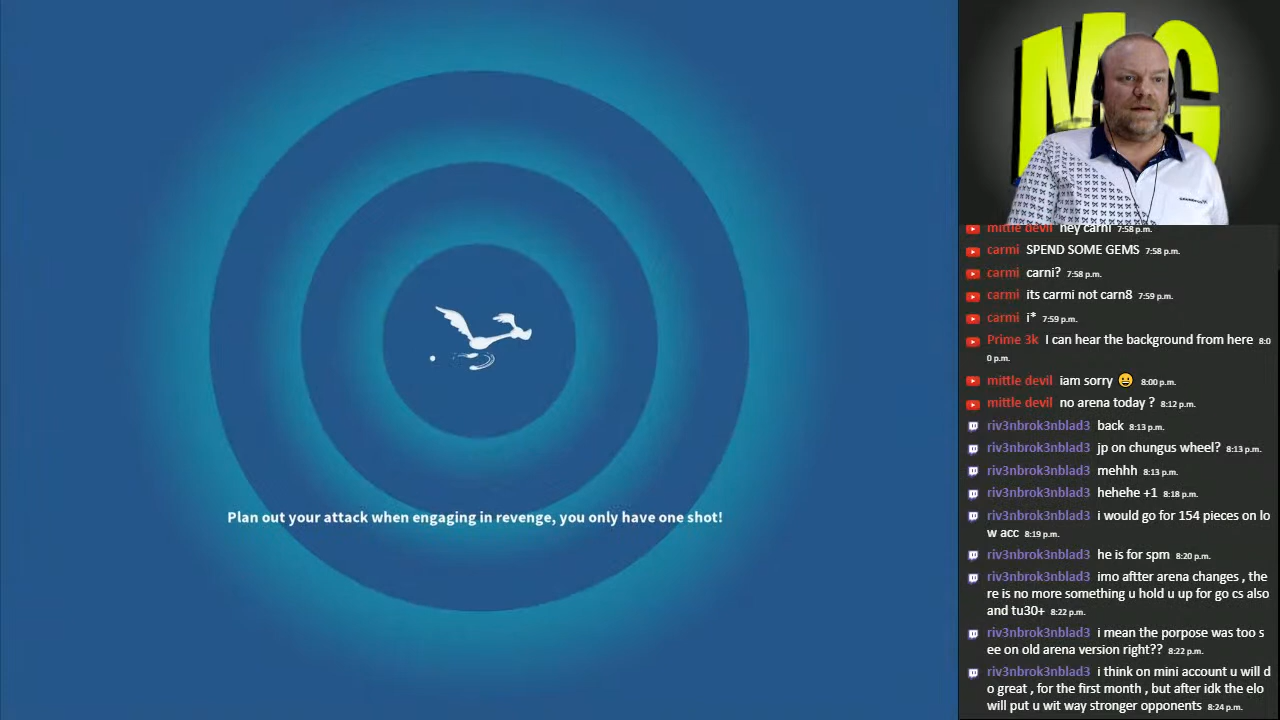 MG
mittle devil hey carni 7:58 p.m.
carmi SPEND SOME GEMS 7:58 p.m.
carmi carni? 7:58 p.m.
carmi its carmi not carn8 7:59 p.m.
carmi i* 7:59 p.m.
Prime 3k I can hear the background from here 8:0
0 p.m.
mittle devil iam sorry 😃 8:00 p.m.
mittle devil no arena today ? 8:12 p.m.
riv3nbrok3nblad3 back 8:13 p.m.
riv3nbrok3nblad3 jp on chungus wheel? 8:13 p.m.
riv3nbrok3nblad3 mehhh 8:13 p.m.
riv3nbrok3nblad3 hehehe +1 8:18 p.m.
riv3nbrok3nblad3 i would go for 154 pieces on lo
w acc 8:19 p.m.
riv3nbrok3nblad3 he is for spm 8:20 p.m.
riv3nbrok3nblad3 imo aftter arena changes , the
re is no more something u hold u up for go cs also
and tu30+ 8:22 p.m.
riv3nbrok3nblad3 i mean the porpose was too s
ee on old arena version right?? 8:22 p.m.
riv3nbrok3nblad3 i think on mini account u will d
o great , for the first month , but after idk the elo
will put u wit way stronger opponents 8:24 p.m.
Plan out your attack when engaging in revenge, you only have one shot!